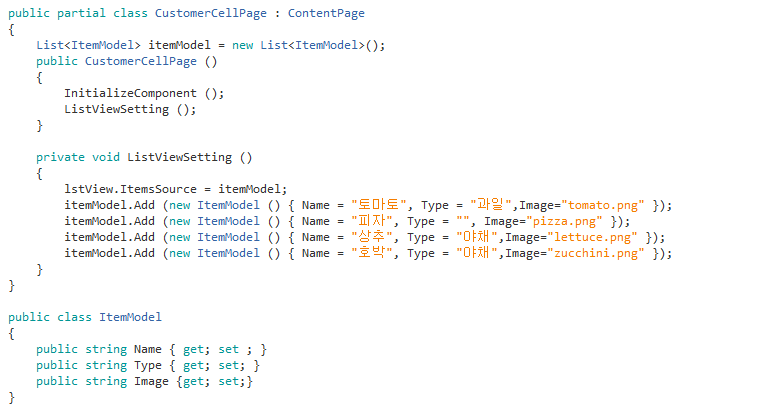 public partial class CustomerCellPage : ContentPage
{
    List<ItemModel> itemModel = new List<ItemModel>();
    public CustomerCellPage ()
    {
        InitializeComponent ();
        ListViewSetting ();
    }

    private void ListViewSetting ()
    {
        lstView.ItemsSource = itemModel;
        itemModel.Add (new ItemModel () { Name = "토마토", Type = "과일",Image="tomato.png" });
        itemModel.Add (new ItemModel () { Name = "피자", Type = "", Image="pizza.png" });
        itemModel.Add (new ItemModel () { Name = "상추", Type = "야채",Image="lettuce.png" });
        itemModel.Add (new ItemModel () { Name = "호박", Type = "야채",Image="zucchini.png" });
    }
}

public class ItemModel
{
    public string Name { get; set ; }
    public string Type { get; set; }
    public string Image {get; set;}
}